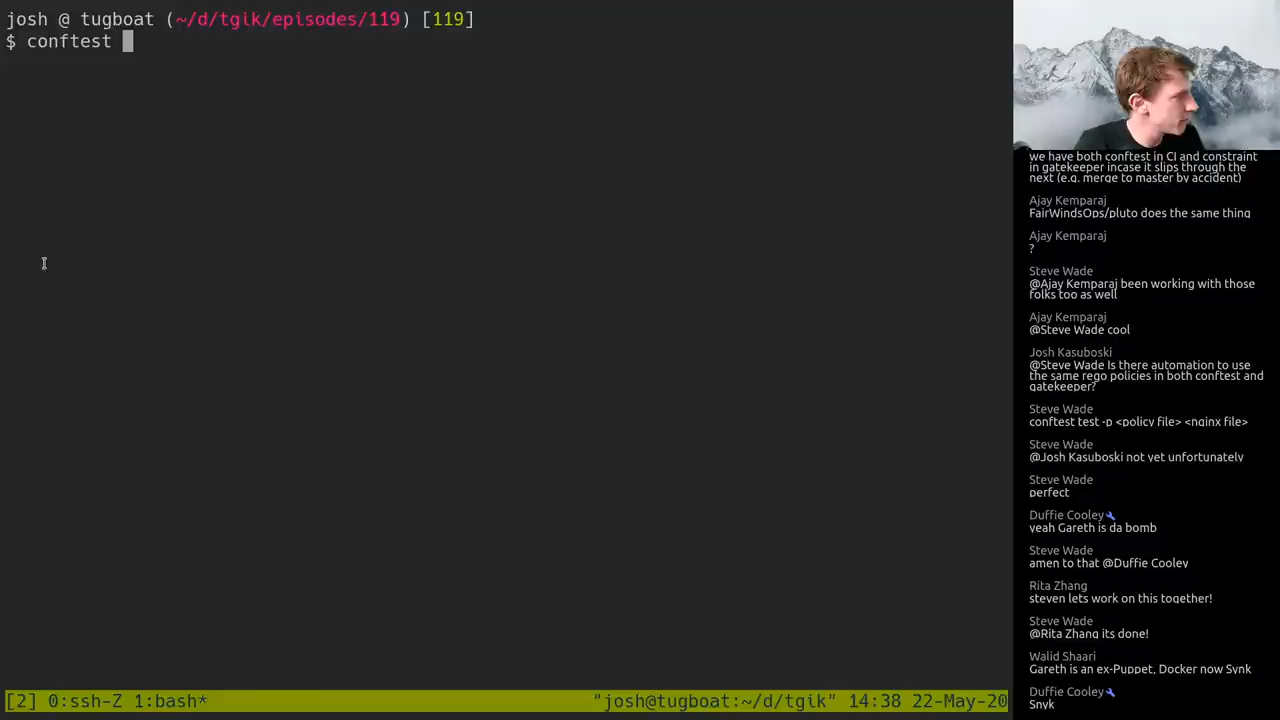 josh @ tugboat (~/d/tgik/episodes/119) [119]
$ conftest
[2] 0:ssh-Z 1:bash*
"josh@tugboat:~/d/tgik" 14:38 22-May-20
we have both conftest in CI and constraint
in gatekeeper incase it slips through the
next (e.g. merge to master by accident)
Ajay Kemparaj
FairWindsOps/pluto does the same thing
Ajay Kemparaj
?
Steve Wade
@Ajay Kemparaj been working with those
folks too as well
Ajay Kemparaj
@Steve Wade cool
Josh Kasuboski
@Steve Wade Is there automation to use
the same rego policies in both conftest and
gatekeeper?
Steve Wade
conftest test -p <policy file> <nginx file>
Steve Wade
@Josh Kasuboski not yet unfortunately
Steve Wade
perfect
Duffie Cooley
yeah Gareth is da bomb
Steve Wade
amen to that @Duffie Cooley
Rita Zhang
steven lets work on this together!
Steve Wade
@Rita Zhang its done!
Walid Shaari
Gareth is an ex-Puppet, Docker now Synk
Duffie Cooley
Snyk